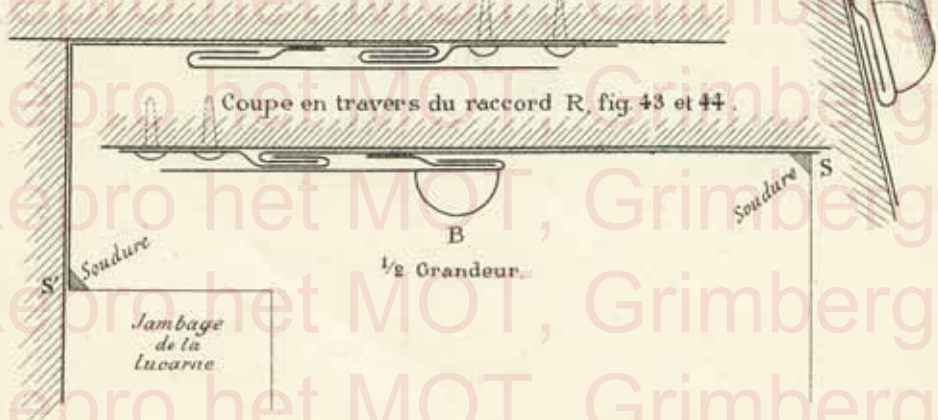 Repro het MOT, Grimbergen
Coupe en travers du raccord R, fig. 43 et 44.
Soudure S
B
½ Grandeur.
S' Soudure
Jambage
de la
lucarne